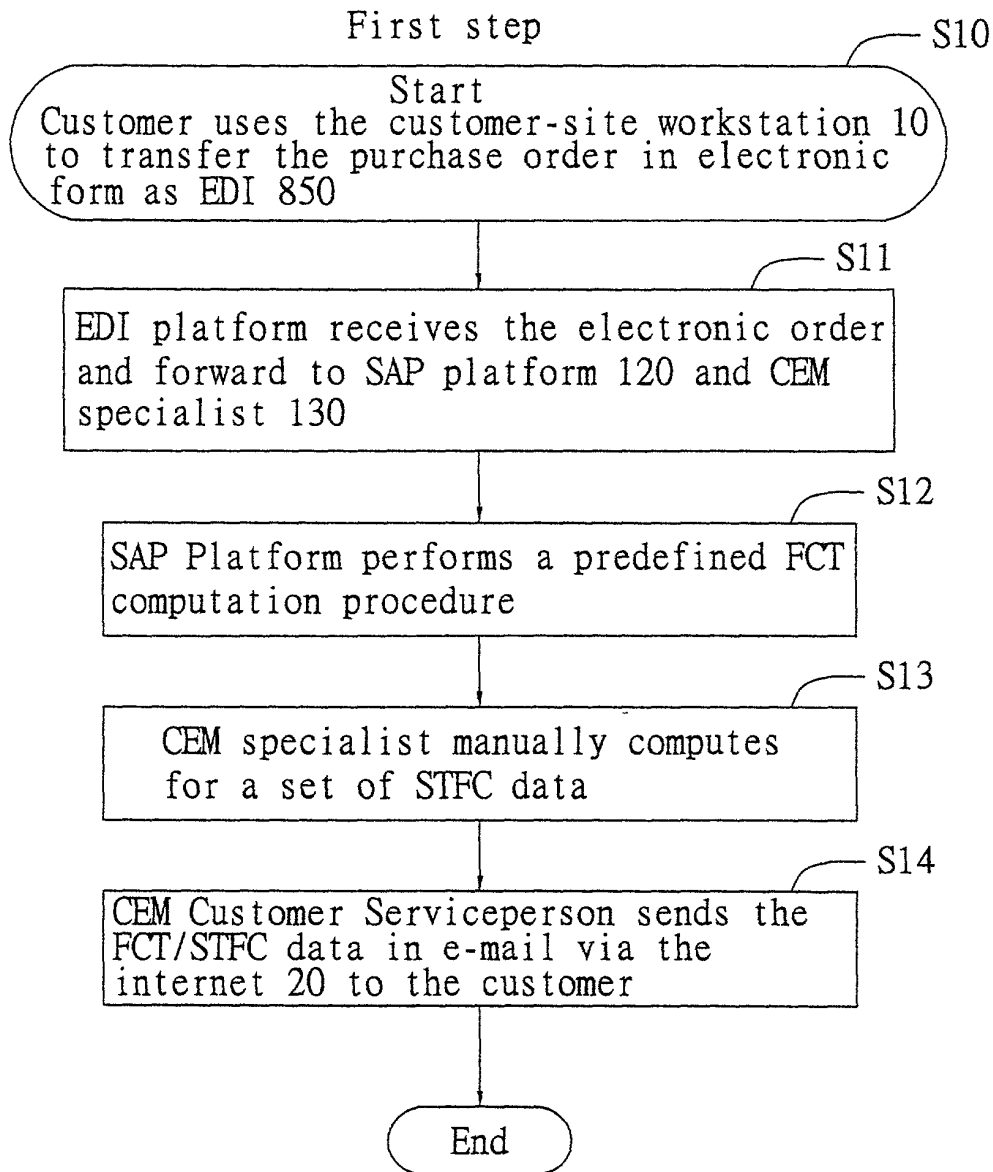 First step
S10
Start
Customer uses the customer-site workstation 10
to transfer the purchase order in electronic
form as EDI 850
S11
EDI platform receives the electronic order
and forward to SAP platform 120 and CEM
specialist 130
S12
SAP Platform performs a predefined FCT
computation procedure
S13
CEM specialist manually computes
for a set of STFC data
S14
CEM Customer Serviceperson sends the
FCT/STFC data in e-mail via the
internet 20 to the customer
End